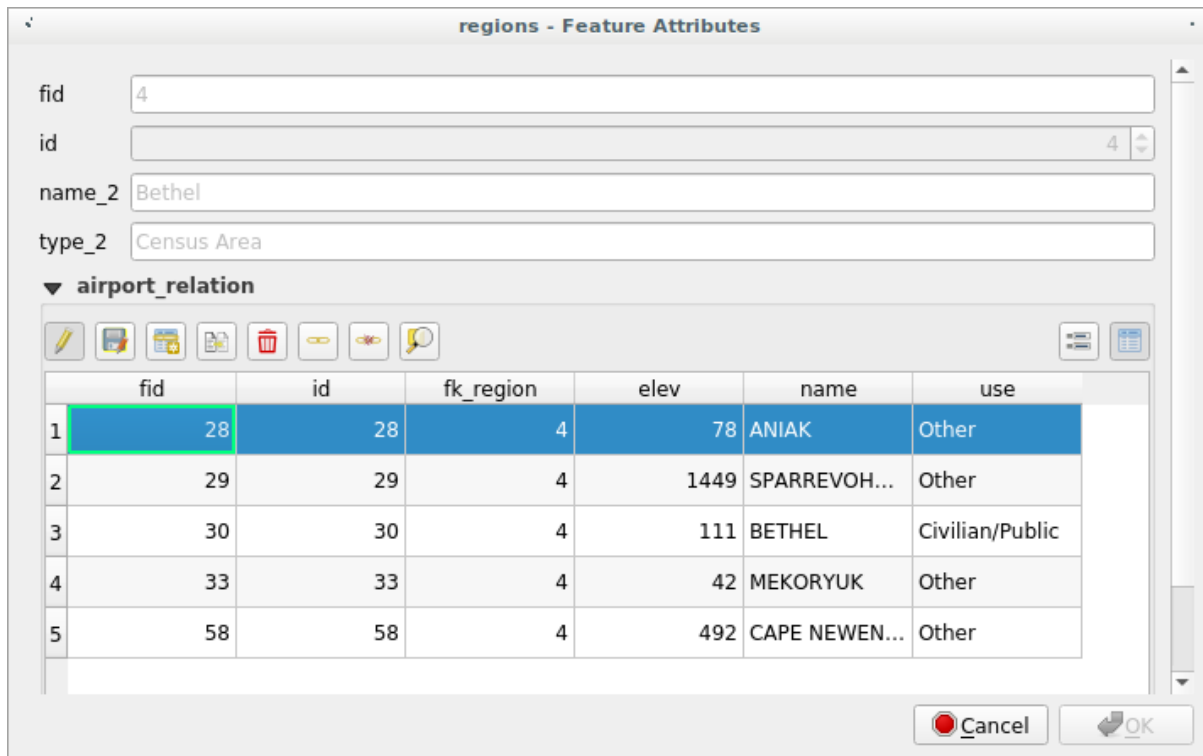 regions - Feature Attributes
fid 4
id 4
name_2 Bethel
type_2 Census Area
airport_relation
fid id fk_region elev name use
1 28 28 4 78 ANIAK Other
2 29 29 4 1449 SPARREVOH... Other
3 30 30 4 111 BETHEL Civilian/Public
4 33 33 4 42 MEKORYUK Other
5 58 58 4 492 CAPE NEWEN... Other
Cancel OK